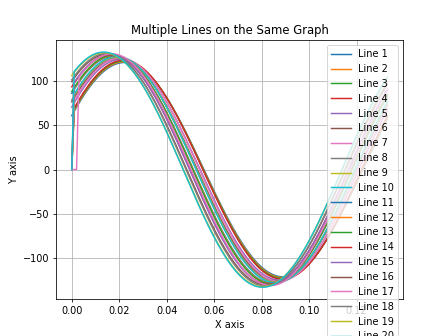 Multiple Lines on the Same Graph
Y axis
100
50
0
−50
−100
0.00
0.02
0.04
0.06
0.08
0.10
X axis
Line 1
Line 2
Line 3
Line 4
Line 5
Line 6
Line 7
Line 8
Line 9
Line 10
Line 11
Line 12
Line 13
Line 14
Line 15
Line 16
Line 17
Line 18
Line 19
Line 20